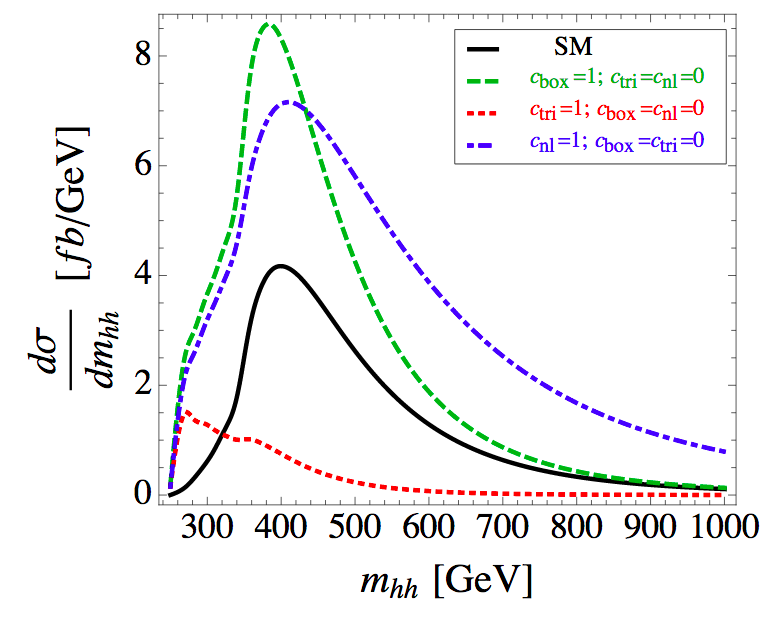 SM
c_box=1; c_tri=c_nl=0
c_tri=1; c_box=c_nl=0
c_nl=1; c_box=c_tri=0
dσ/dm_hh [fb/GeV]
8
6
4
2
0
300 400 500 600 700 800 900 1000
m_hh [GeV]